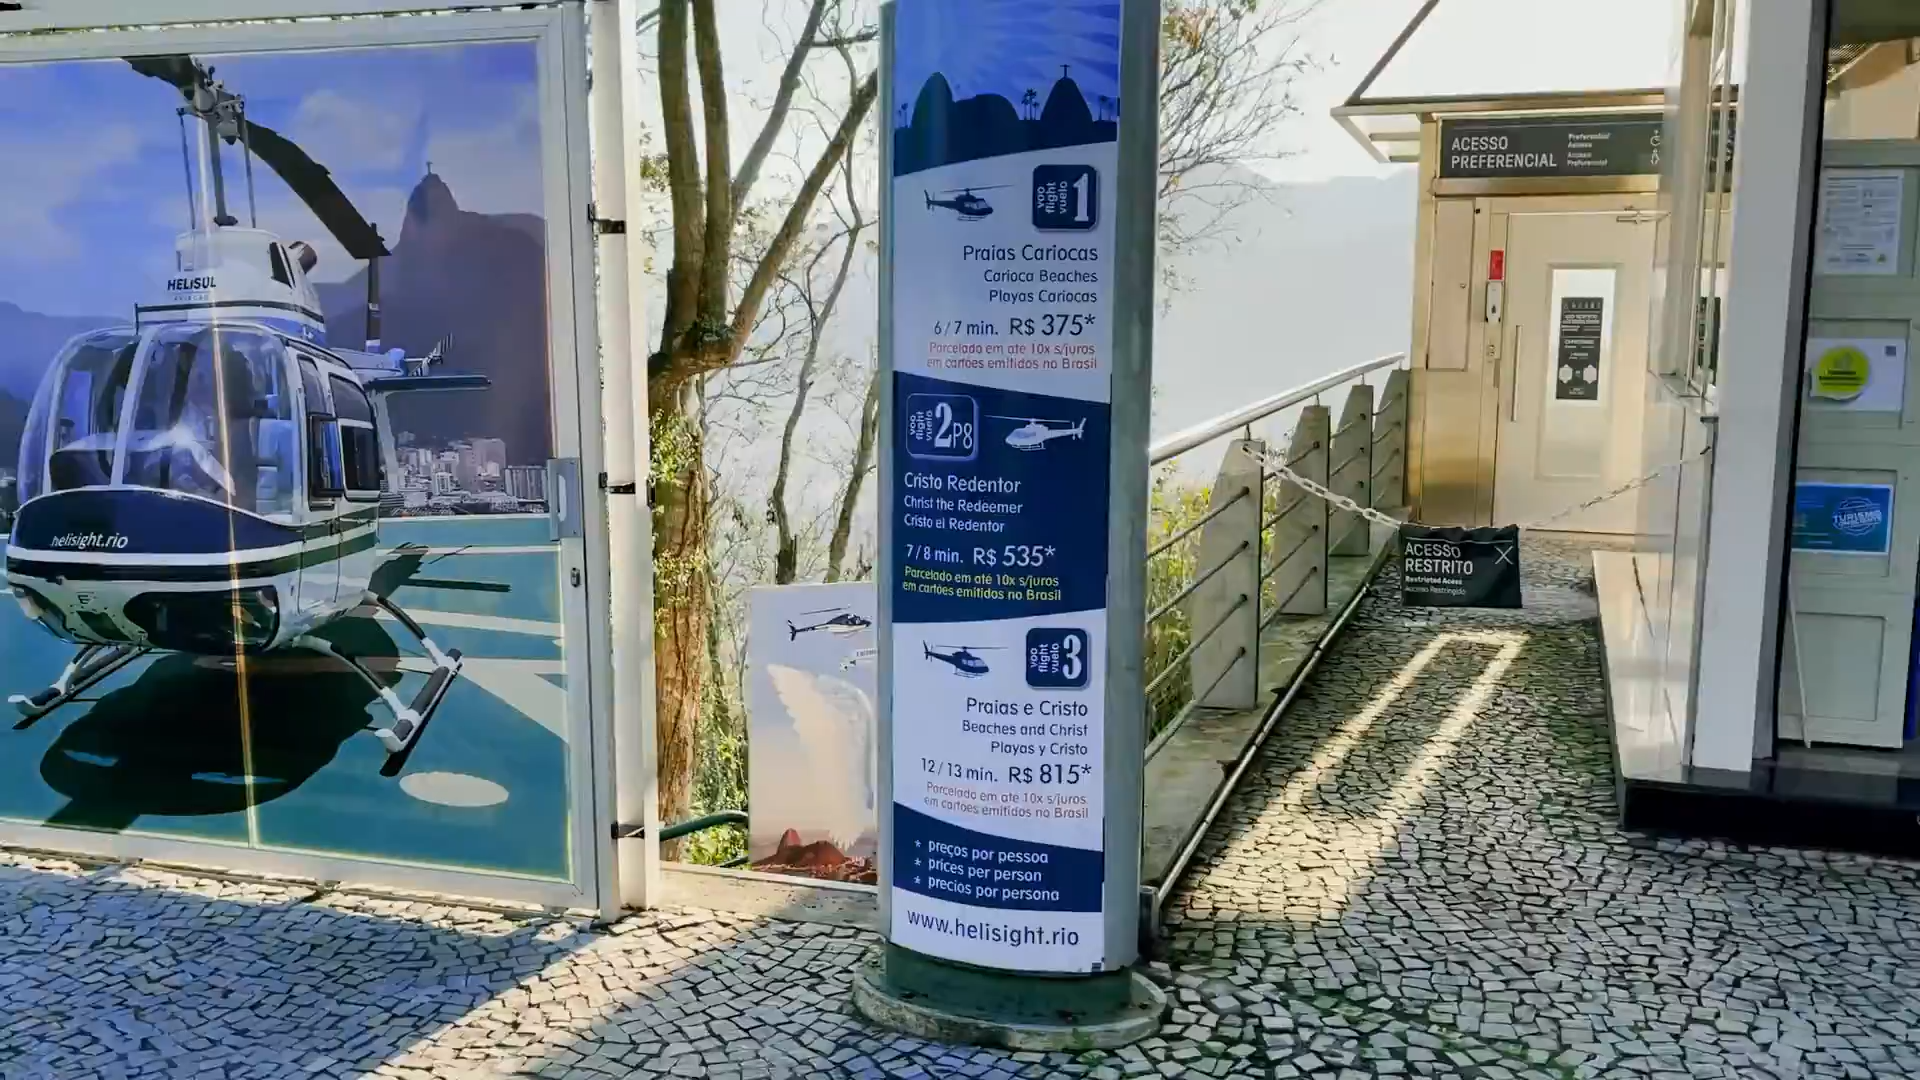 HELISUL
helisight.rio
voo
flight
vuelo
1
Praias Cariocas
Carioca Beaches
Playas Cariocas
6 / 7 min. R$ 375*
Parcelado em até 10x s/juros
em cartões emitidos no Brasil
voo
flight
vuelo
2P8
Cristo Redentor
Christ the Redeemer
Cristo el Redentor
7 / 8 min. R$ 535*
Parcelado em até 10x s/juros
em cartões emitidos no Brasil
voo
flight
vuelo
3
Praias e Cristo
Beaches and Christ
Playas y Cristo
12 / 13 min. R$ 815*
Parcelado em até 10x s/juros
em cartões emitidos no Brasil
* preços por pessoa
* prices per person
* precios por persona
www.helisight.rio
ACESSO
PREFERENCIAL
Preferential
Access
Acceso
Preferencial
ACESSO
RESTRITO
Restricted Acess
Acceso Restringido
TURISMO